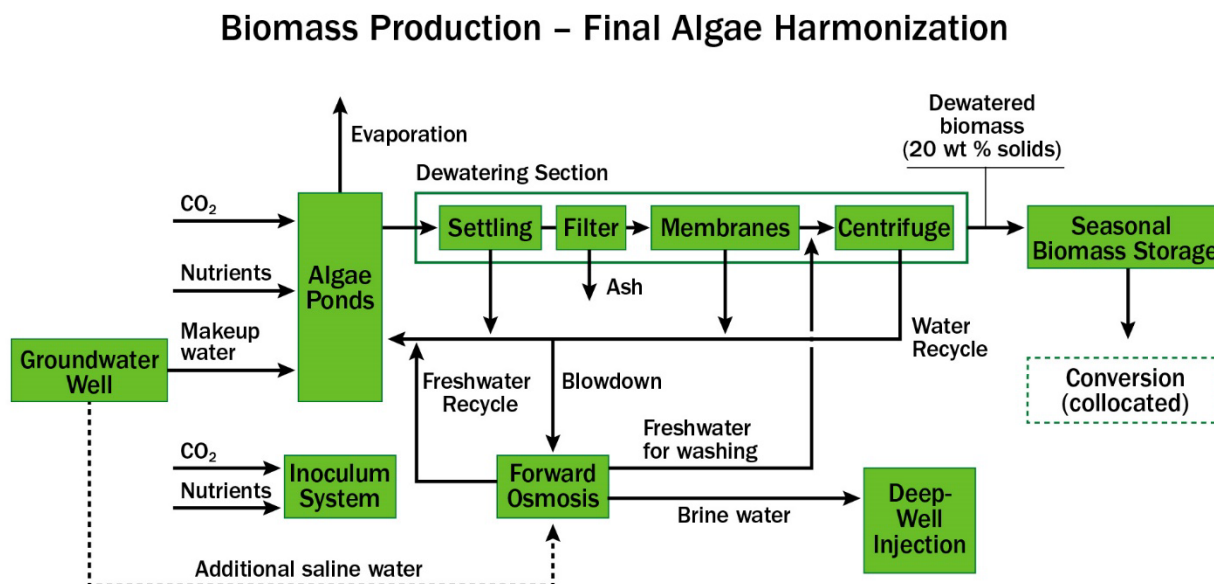 Biomass Production – Final Algae Harmonization
Evaporation
Dewatered
biomass
(20 wt % solids)
Dewatering Section
CO₂
Settling
Filter
Membranes
Centrifuge
Seasonal
Biomass Storage
Nutrients
Algae
Ponds
Ash
Makeup
water
Water
Recycle
Groundwater
Well
Freshwater
Recycle
Blowdown
Conversion
(collocated)
Freshwater
for washing
CO₂
Nutrients
Inoculum
System
Forward
Osmosis
Brine water
Deep-
Well
Injection
Additional saline water